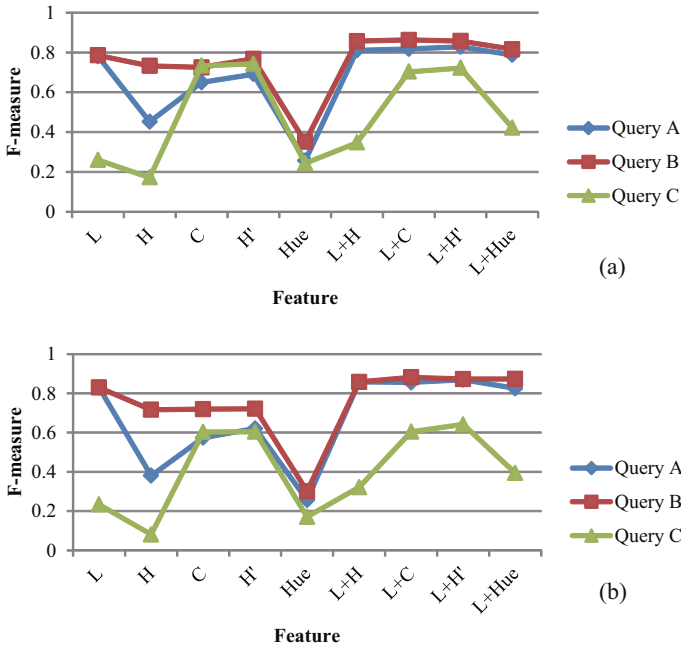 1
0.8
0.6
0.4
0.2
0
F-measure
L H C H' Hue L+H L+C L+H' L+Hue
Feature
Query A
Query B
Query C
(a)
1
0.8
0.6
0.4
0.2
0
F-measure
L H C H' Hue L+H L+C L+H' L+Hue
Feature
Query A
Query B
Query C
(b)